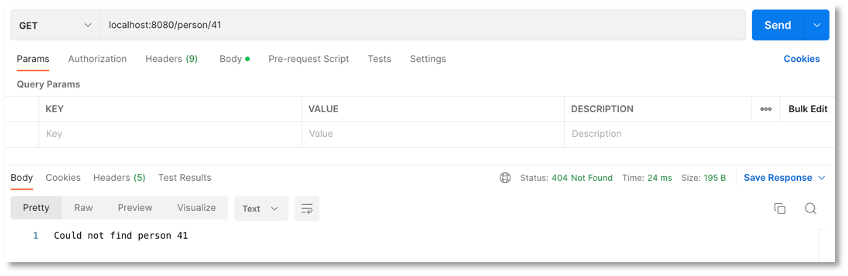 GET localhost:8080/person/41 Send
Params Authorization Headers (9) Body Pre-request Script Tests Settings Cookies
Query Params
KEY VALUE DESCRIPTION ooo Bulk Edit
Key Value Description
Body Cookies Headers (5) Test Results Status: 404 Not Found Time: 24 ms Size: 195 B Save Response
Pretty Raw Preview Visualize Text
1 Could not find person 41